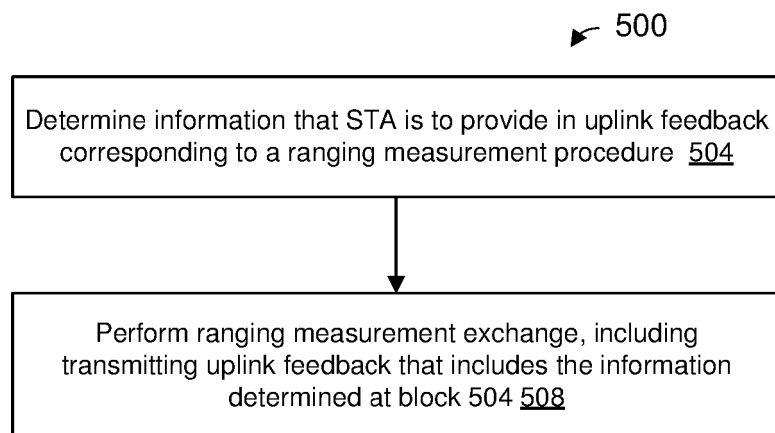 500
Determine information that STA is to provide in uplink feedback
corresponding to a ranging measurement procedure 504
Perform ranging measurement exchange, including
transmitting uplink feedback that includes the information
determined at block 504 508